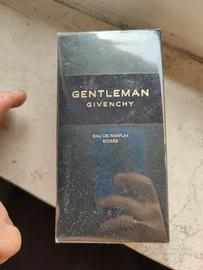 GENTLEMAN
GIVENCHY
EAU DE PARFUM
BOISÉE